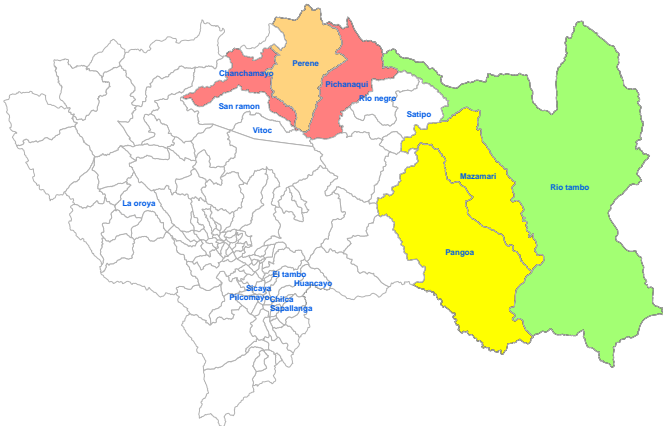 Perene
Chanchamayo
Pichanaqui
Rio negro
San ramon
Satipo
Vitoc
Mazamari
Rio tambo
La oroya
Pangoa
El tambo
Huancayo
Sicaya
Pilcomayo
Chilca
Sapallanga